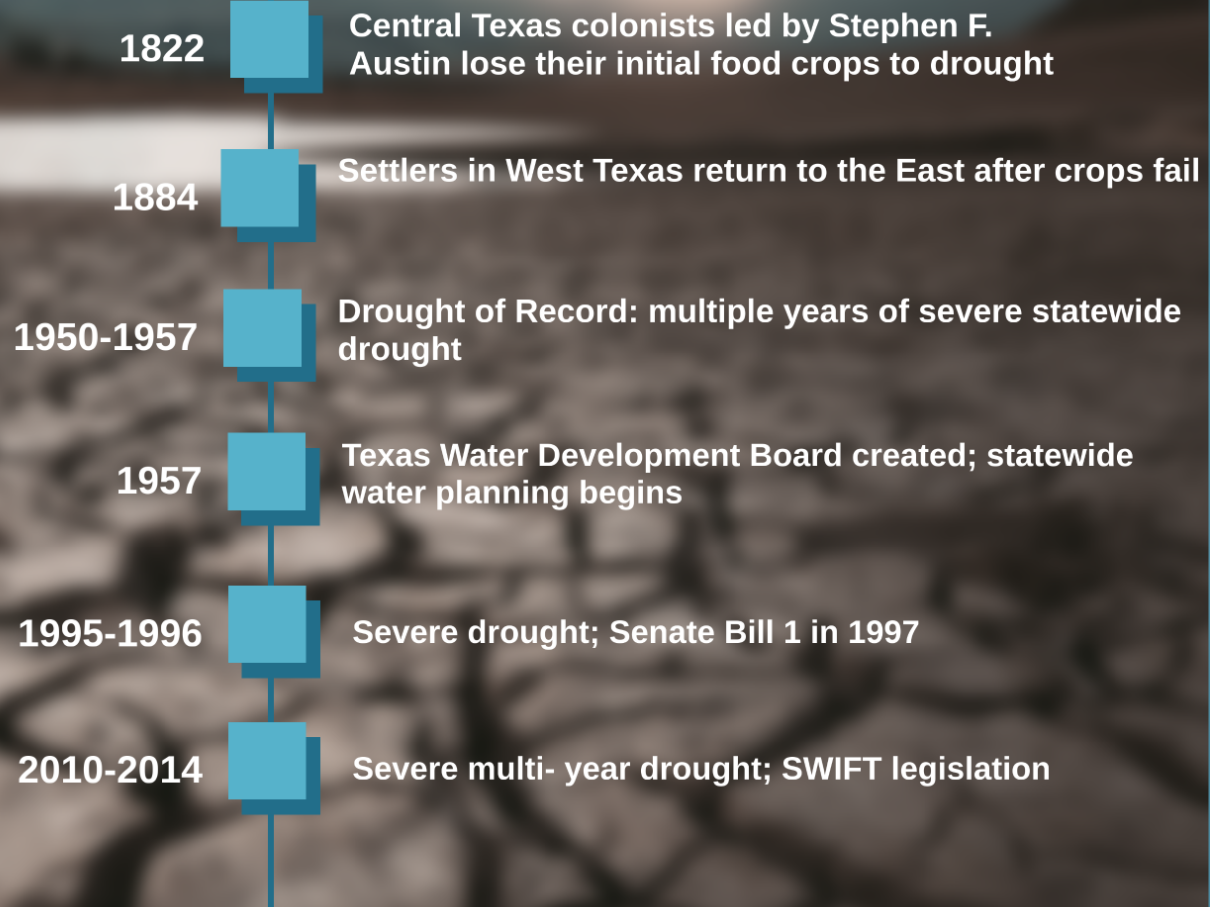 1822
Central Texas colonists led by Stephen F.
Austin lose their initial food crops to drought
1884
Settlers in West Texas return to the East after crops fail
1950-1957
Drought of Record: multiple years of severe statewide
drought
1957
Texas Water Development Board created; statewide
water planning begins
1995-1996
Severe drought; Senate Bill 1 in 1997
2010-2014
Severe multi- year drought; SWIFT legislation